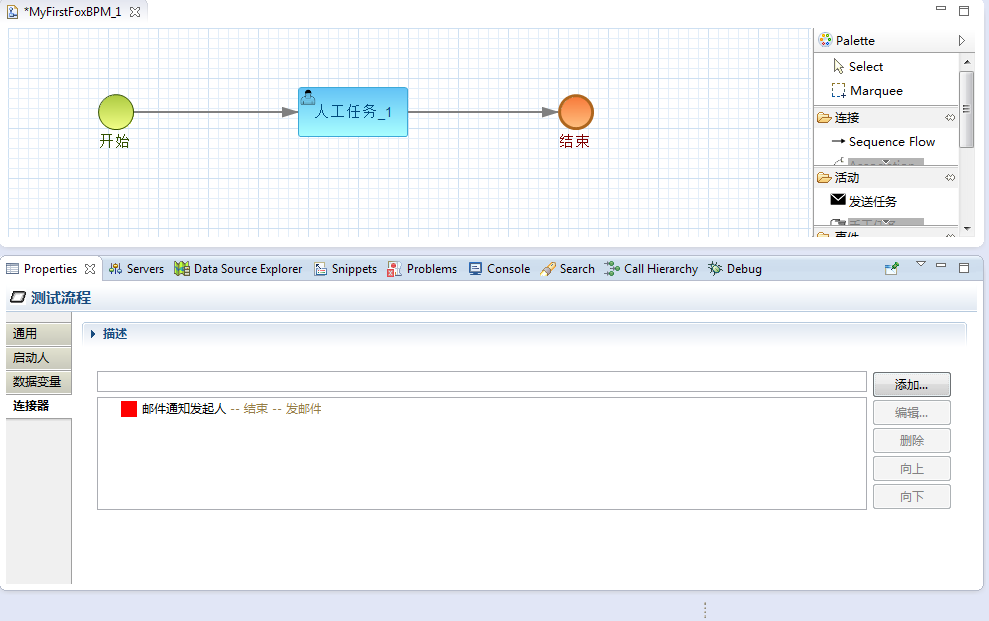 *MyFirstFoxBPM_1
Palette
Select
Marquee
连接
Sequence Flow
活动
发送任务
事件
人工任务_1
开始
结束
Properties Servers Data Source Explorer Snippets Problems Console Search Call Hierarchy Debug
测试流程
通用
启动人
数据变量
连接器
描述
添加...
邮件通知发起人 -- 结束 -- 发邮件
编辑...
删除
向上
向下